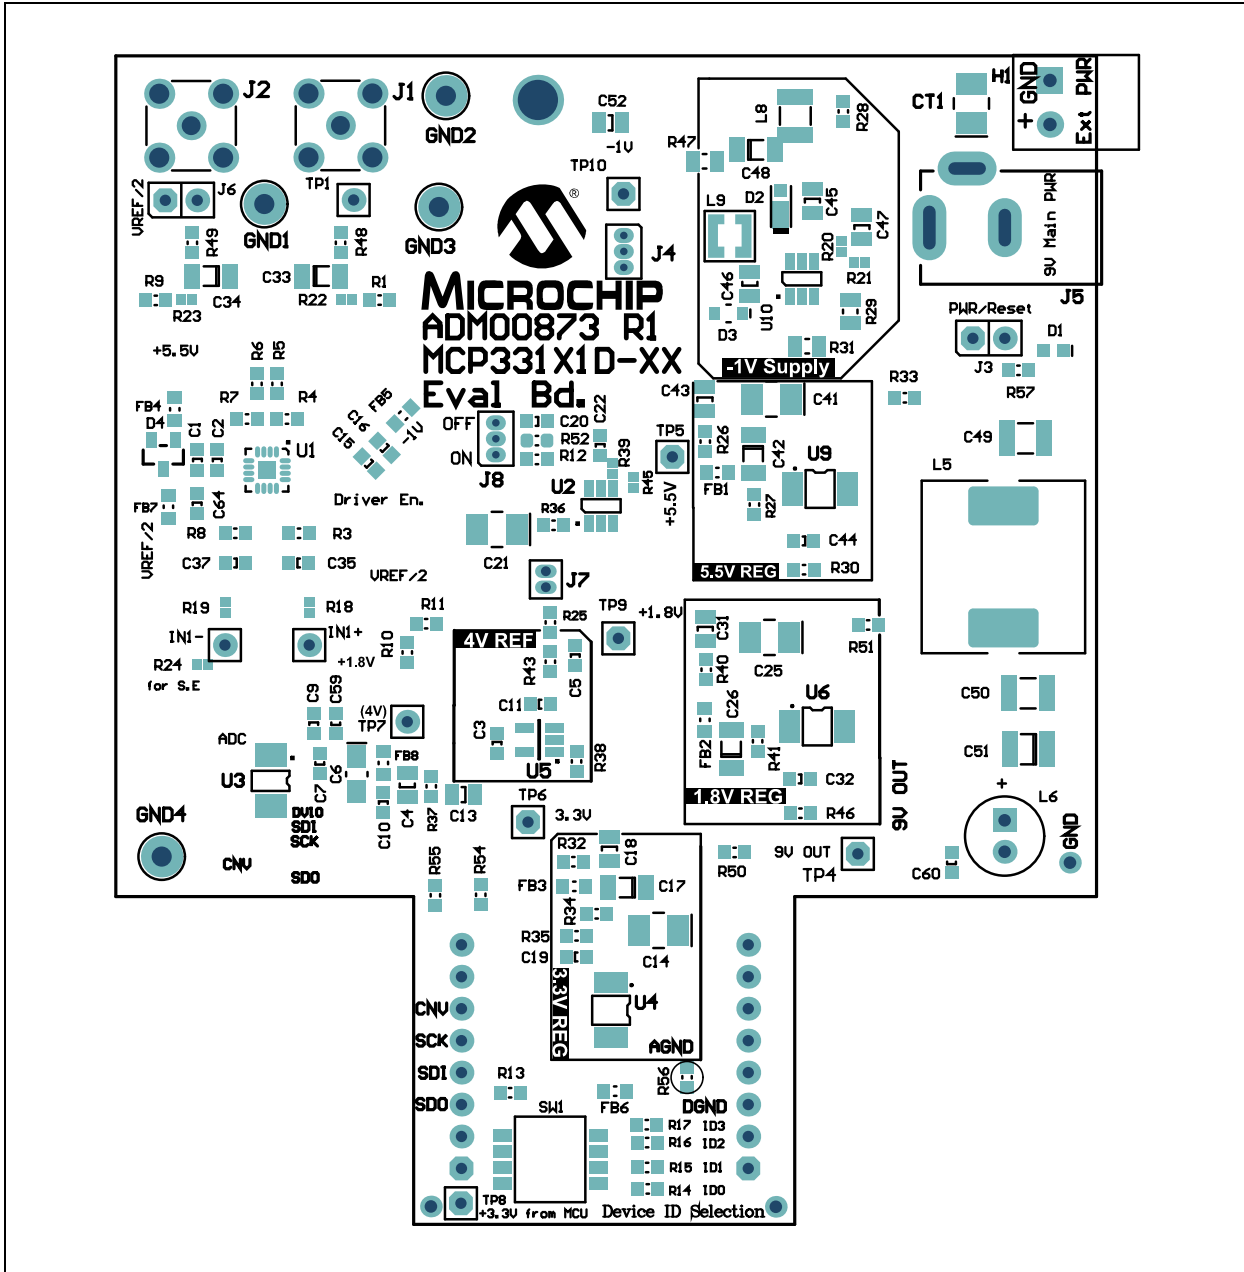 J2
J1
GND2
C52
-1V
L8
R28
CT1
H1
+ GND
Ext PWR
R47
C48
TP10
VREF/2
J6
TP1
GND1
GND3
®
L9
D2
C45
C47
9V Main PWR
R49
R48
J4
R20
R21
R9
R23
C34
C33
R22
R1
C46
D3
U10
R29
J5
MICROCHIP
ADM00873 R1
MCP331X1D-XX
Eval Bd.
PWR/Reset
D1
J3
R57
R31
-1V Supply
+5.5V
R6
R5
R7
R4
FB4
D4
C1
C2
U1
FB5
C16
C15
-1V
OFF
ON
J8
C20
R52
R12
C22
R39
R45
TP5
+5.5V
C43
C41
R33
R26
C42
U9
FB1
R27
C49
L5
FB7
C64
Driver En.
U2
R36
C21
C44
R30
5.5V REG
VREF/2
R8
R3
C37
C35
VREF/2
J7
R19
R18
R11
R25
TP9
+1.8V
IN1-
IN1+
R10
4V REF
C31
C25
R51
R24
+1.8V
for S.E
R43
C5
R40
C9
C59
(4V)
TP7
C11
C26
U6
C50
ADC
U3
C7
C6
FB8
C3
U5
R38
FB2
R41
C51
C10
C4
R37
C13
C32
1.8V REG
R46
9V OUT
GND4
DVIO
SDI
SCK
CNV
SDO
TP6
3.3V
+
L6
GND
R55
R54
R32
C18
R50
9V OUT
TP4
C60
FB3
C17
R34
R35
C19
C14
3.3V REG
U4
CNV
SCK
SDI
SDO
AGND
R56
R13
FB6
DGND
SW1
R17 ID3
R16 ID2
R15 ID1
R14 ID0
TP8
+3.3V from MCU
Device ID Selection